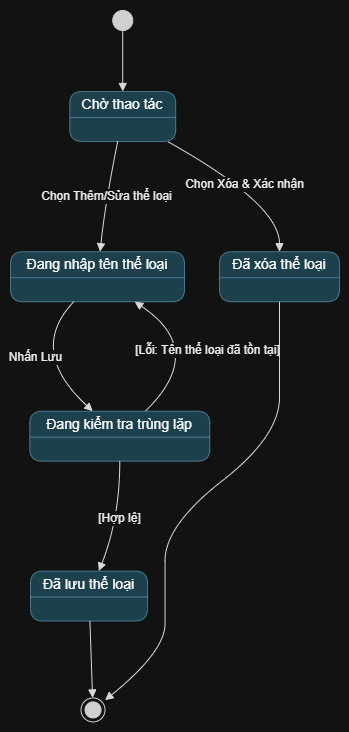 Chờ thao tác
Chọn Thêm/Sửa thể loại
Chọn Xóa & Xác nhận
Đang nhập tên thể loại
Đã xóa thể loại
Nhấn Lưu
[Lỗi: Tên thể loại đã tồn tại]
Đang kiểm tra trùng lặp
[Hợp lệ]
Đã lưu thể loại